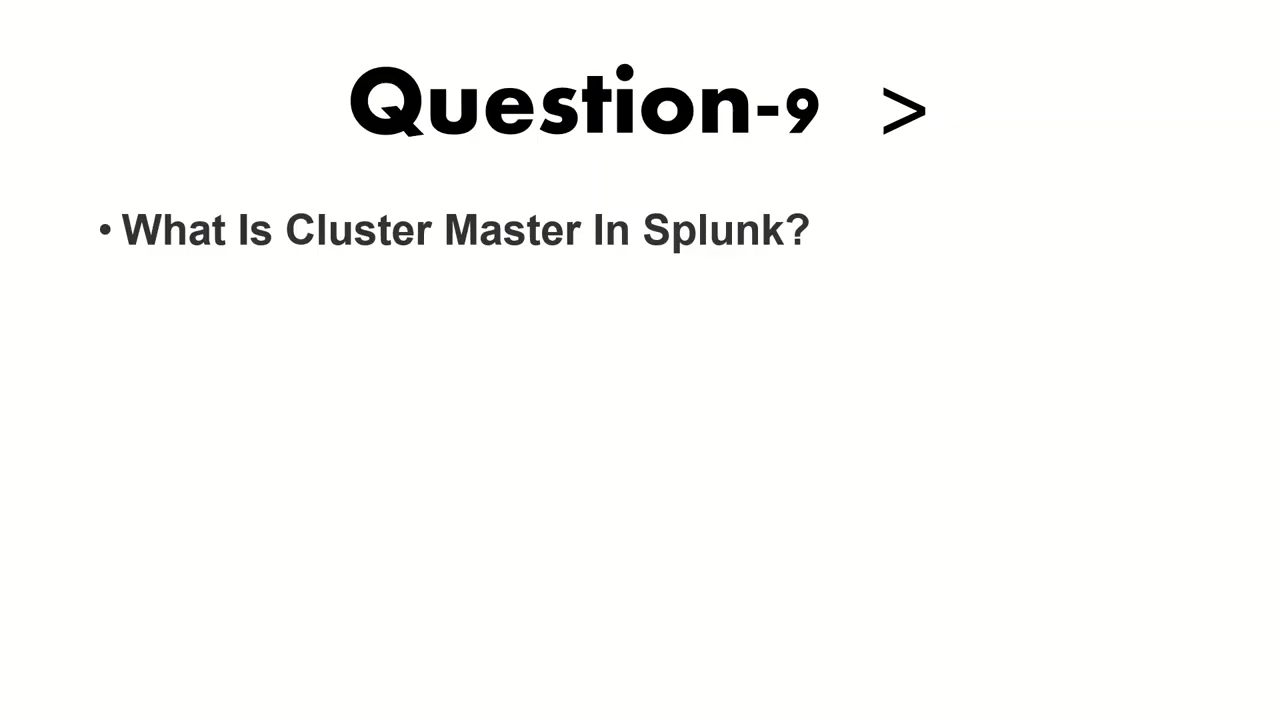 Question-9 >
• What Is Cluster Master In Splunk?